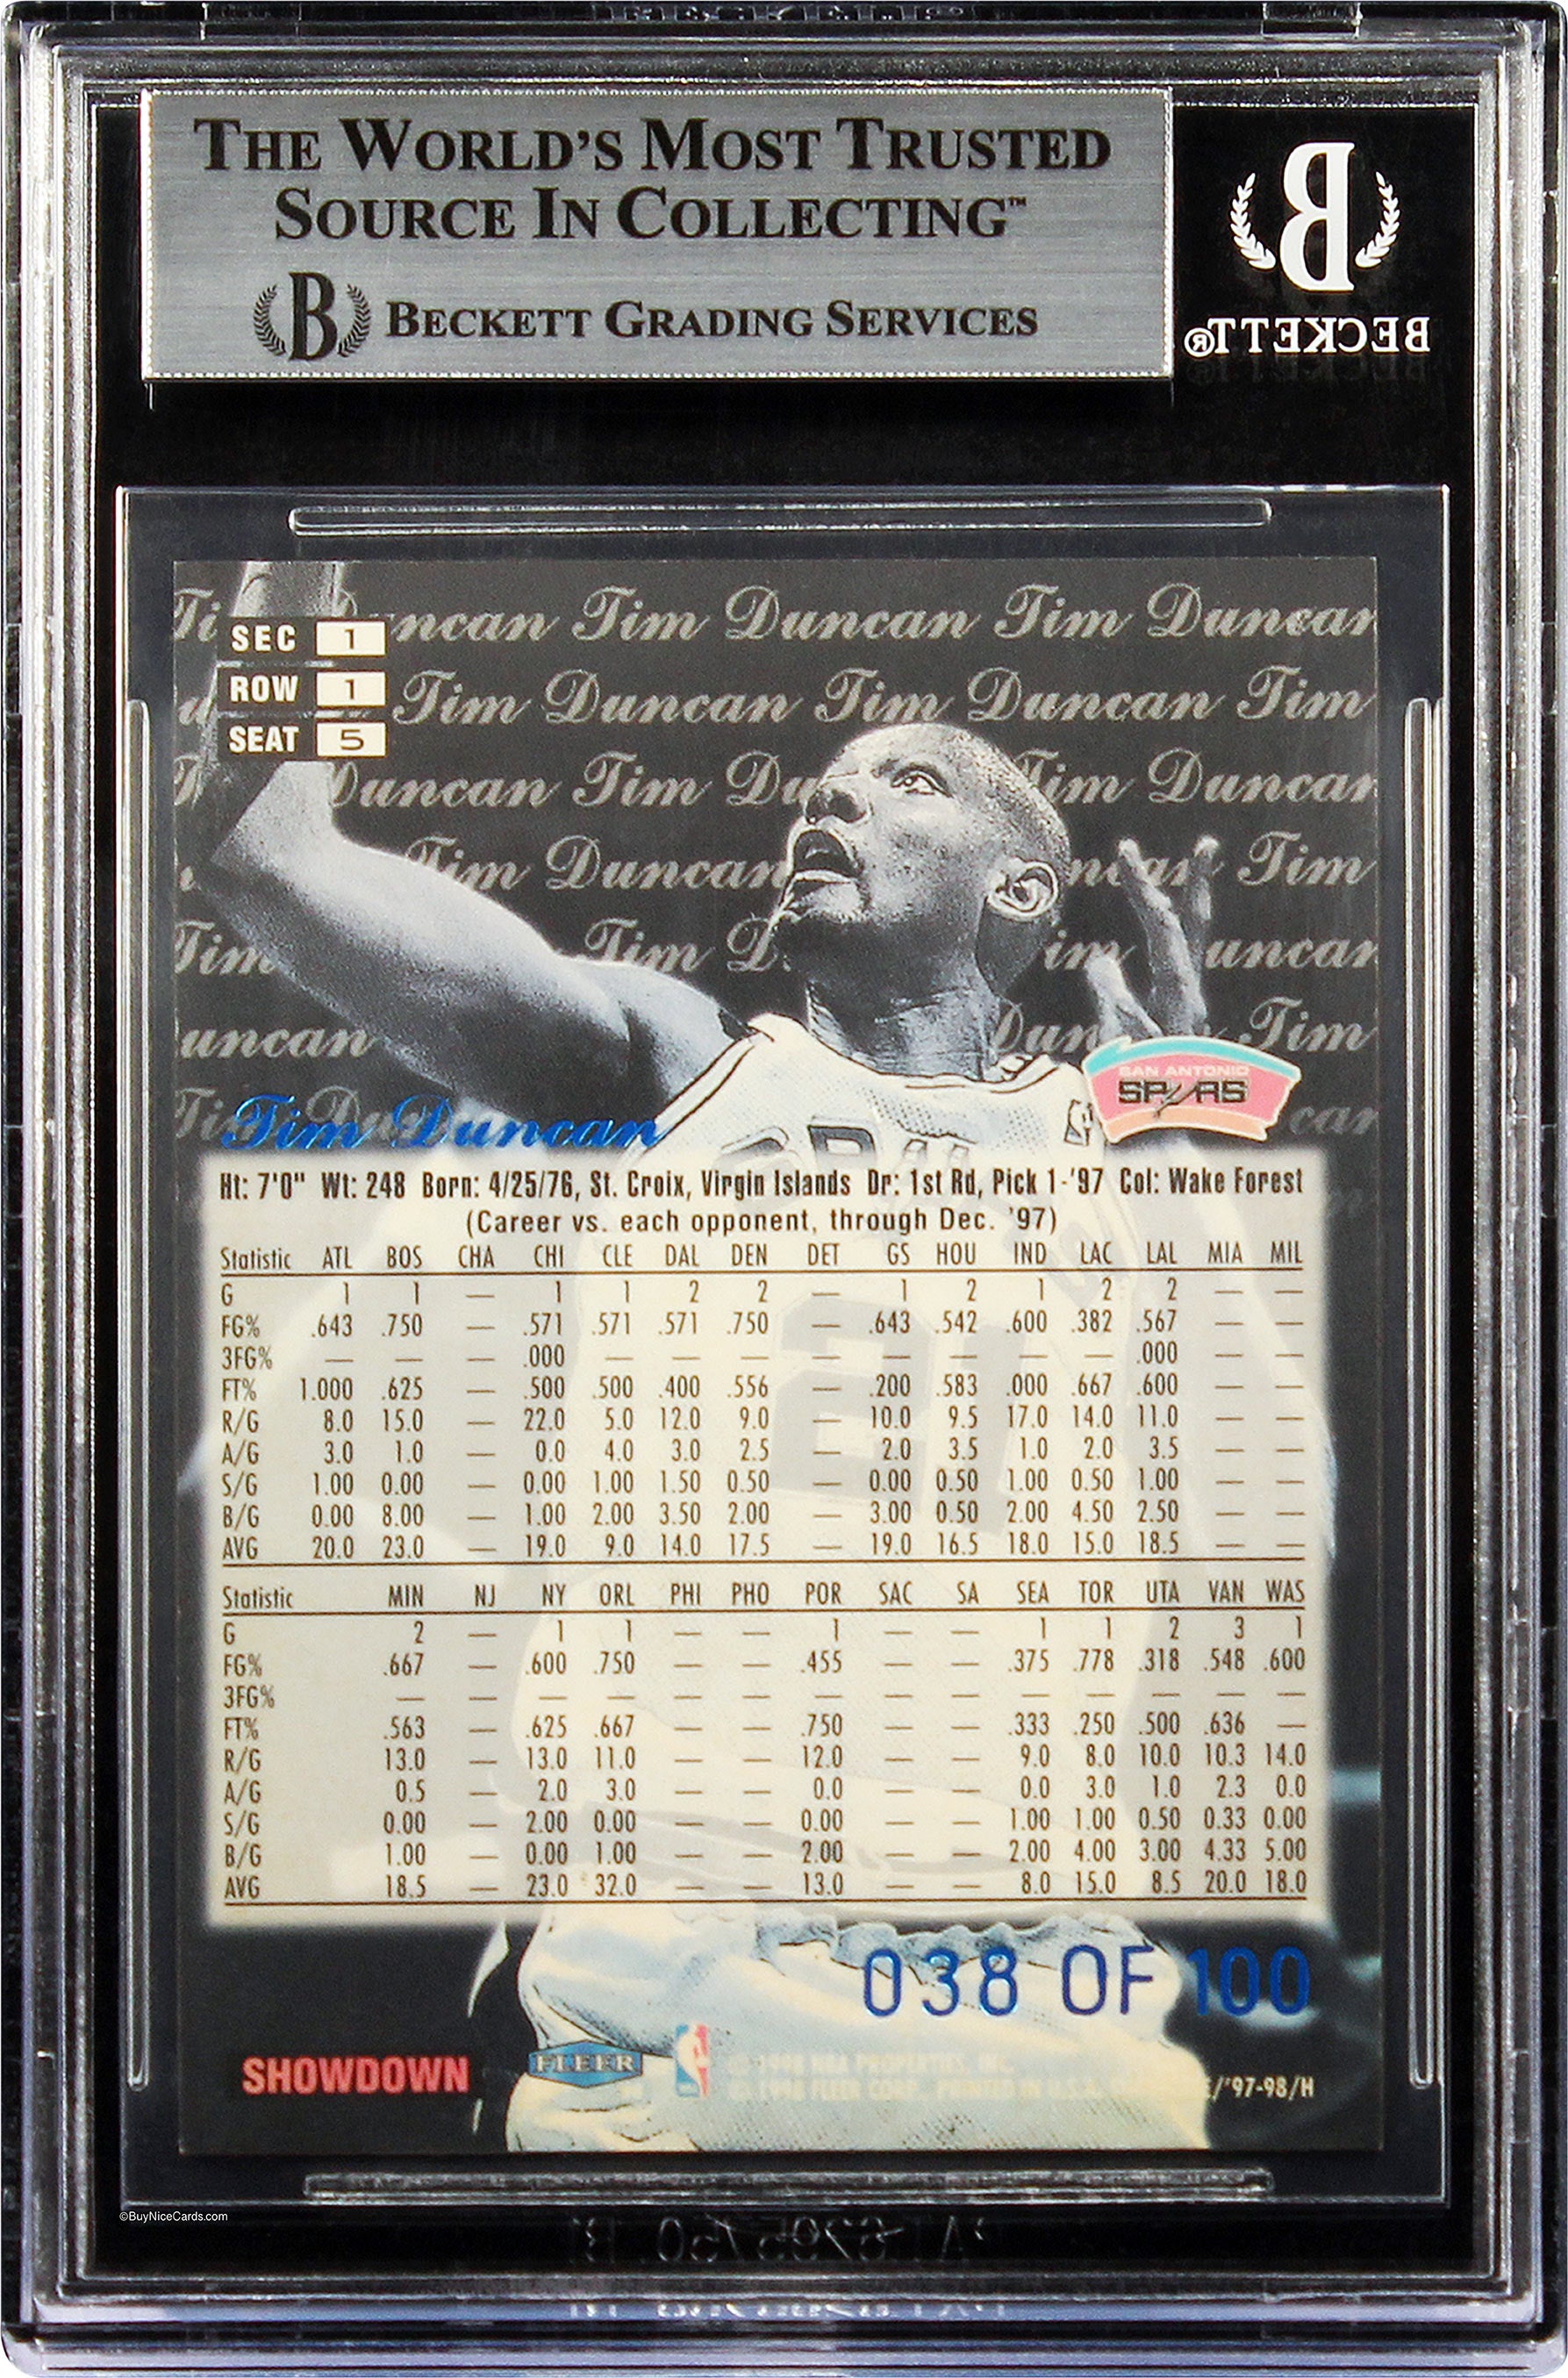 THE WORLD'S MOST TRUSTED
SOURCE IN COLLECTING™
B BECKETT GRADING SERVICES
B
BECKETT®
Tim Duncan Tim Duncan
SEC 1
ROW 1
Tim Duncan Tim Duncan Tim
SEAT 5
Duncan Tim
Tim Duncan
Tim Duncan
Tim
Tim
Duncan
Tim
SAN ANTONIO
SPURS
Tim Duncan
Ht: 7'0" Wt: 248 Born: 4/25/76, St. Croix, Virgin Islands Dr: 1st Rd, Pick 1-'97 Col: Wake Forest
(Career vs. each opponent, through Dec. '97)
Statistic ATL BOS CHA CHI CLE DAL DEN DET GS HOU IND LAC LAL MIA MIL
G 1 1 — 1 1 2 2 — 1 2 1 2 2 — —
FG% .643 .750 — .571 .571 .571 .750 — .643 .542 .600 .382 .567 — —
3FG% — — — .000 — — — — — — — — .000 — —
FT% 1.000 .625 — .500 .500 .400 .556 — .200 .583 .000 .667 .600 — —
R/G 8.0 15.0 — 22.0 5.0 12.0 9.0 — 10.0 9.5 17.0 14.0 11.0 — —
A/G 3.0 1.0 — 0.0 4.0 3.0 2.5 — 2.0 3.5 1.0 2.0 3.5 — —
S/G 1.00 0.00 — 0.00 1.00 1.50 0.50 — 0.00 0.50 1.00 0.50 1.00 — —
B/G 0.00 8.00 — 1.00 2.00 3.50 2.00 — 3.00 0.50 2.00 4.50 2.50 — —
AVG 20.0 23.0 — 19.0 9.0 14.0 17.5 — 19.0 16.5 18.0 15.0 18.5 — —
Statistic MIN NJ NY ORL PHI PHO POR SAC SA SEA TOR UTA VAN WAS
G 2 — 1 1 — — 1 — — 1 1 2 3 1
FG% .667 — .600 .750 — — .455 — — .375 .778 .318 .548 .600
3FG% — — — — — — — — — — — — — —
FT% .563 — .625 .667 — — .750 — — .333 .250 .500 .636 —
R/G 13.0 — 13.0 11.0 — — 12.0 — — 9.0 8.0 10.0 10.3 14.0
A/G 0.5 — 2.0 3.0 — — 0.0 — — 0.0 3.0 1.0 2.3 0.0
S/G 0.00 — 2.00 0.00 — — 0.00 — — 1.00 1.00 0.50 0.33 0.00
B/G 1.00 — 0.00 1.00 — — 2.00 — — 2.00 4.00 3.00 4.33 5.00
AVG 18.5 — 23.0 32.0 — — 13.0 — — 8.0 15.0 8.5 20.0 18.0
038 OF 100
SHOWDOWN
FLEER
© 1998 NBA PROPERTIES, INC.
© 1998 FLEER CORP. PRINTED IN U.S.A. /'97-98/H
©BuyNiceCards.com